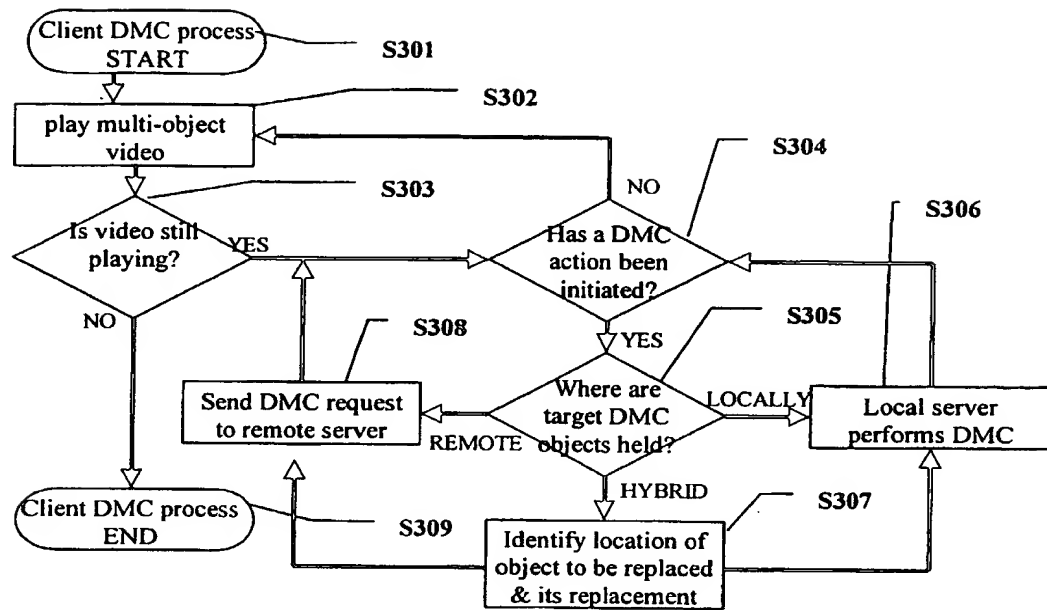 Client DMC process
START
S301
S302
play multi-object
video
S303
S304
NO
S306
Is video still
playing?
YES
Has a DMC
action been
initiated?
NO
S308
YES
S305
Send DMC request
to remote server
Where are
target DMC
objects held?
LOCALLY
REMOTE
Local server
performs DMC
HYBRID
Client DMC process
END
S309
S307
Identify location of
object to be replaced
& its replacement